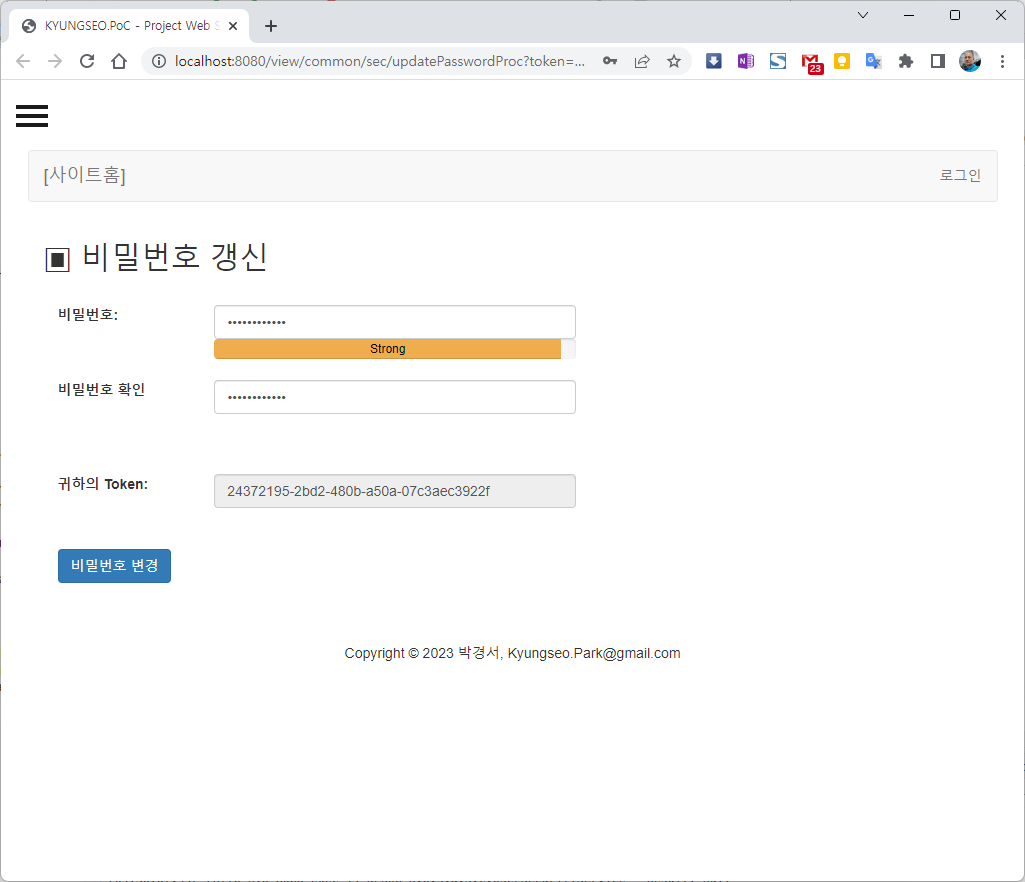 KYUNGSEO.PoC - Project Web S
localhost:8080/view/common/sec/updatePasswordProc?token=...
23
[사이트홈]
로그인
▣ 비밀번호 갱신
비밀번호:
••••••••••••
Strong
비밀번호 확인
••••••••••••
귀하의 Token:
24372195-2bd2-480b-a50a-07c3aec3922f
비밀번호 변경
Copyright © 2023 박경서, Kyungseo.Park@gmail.com